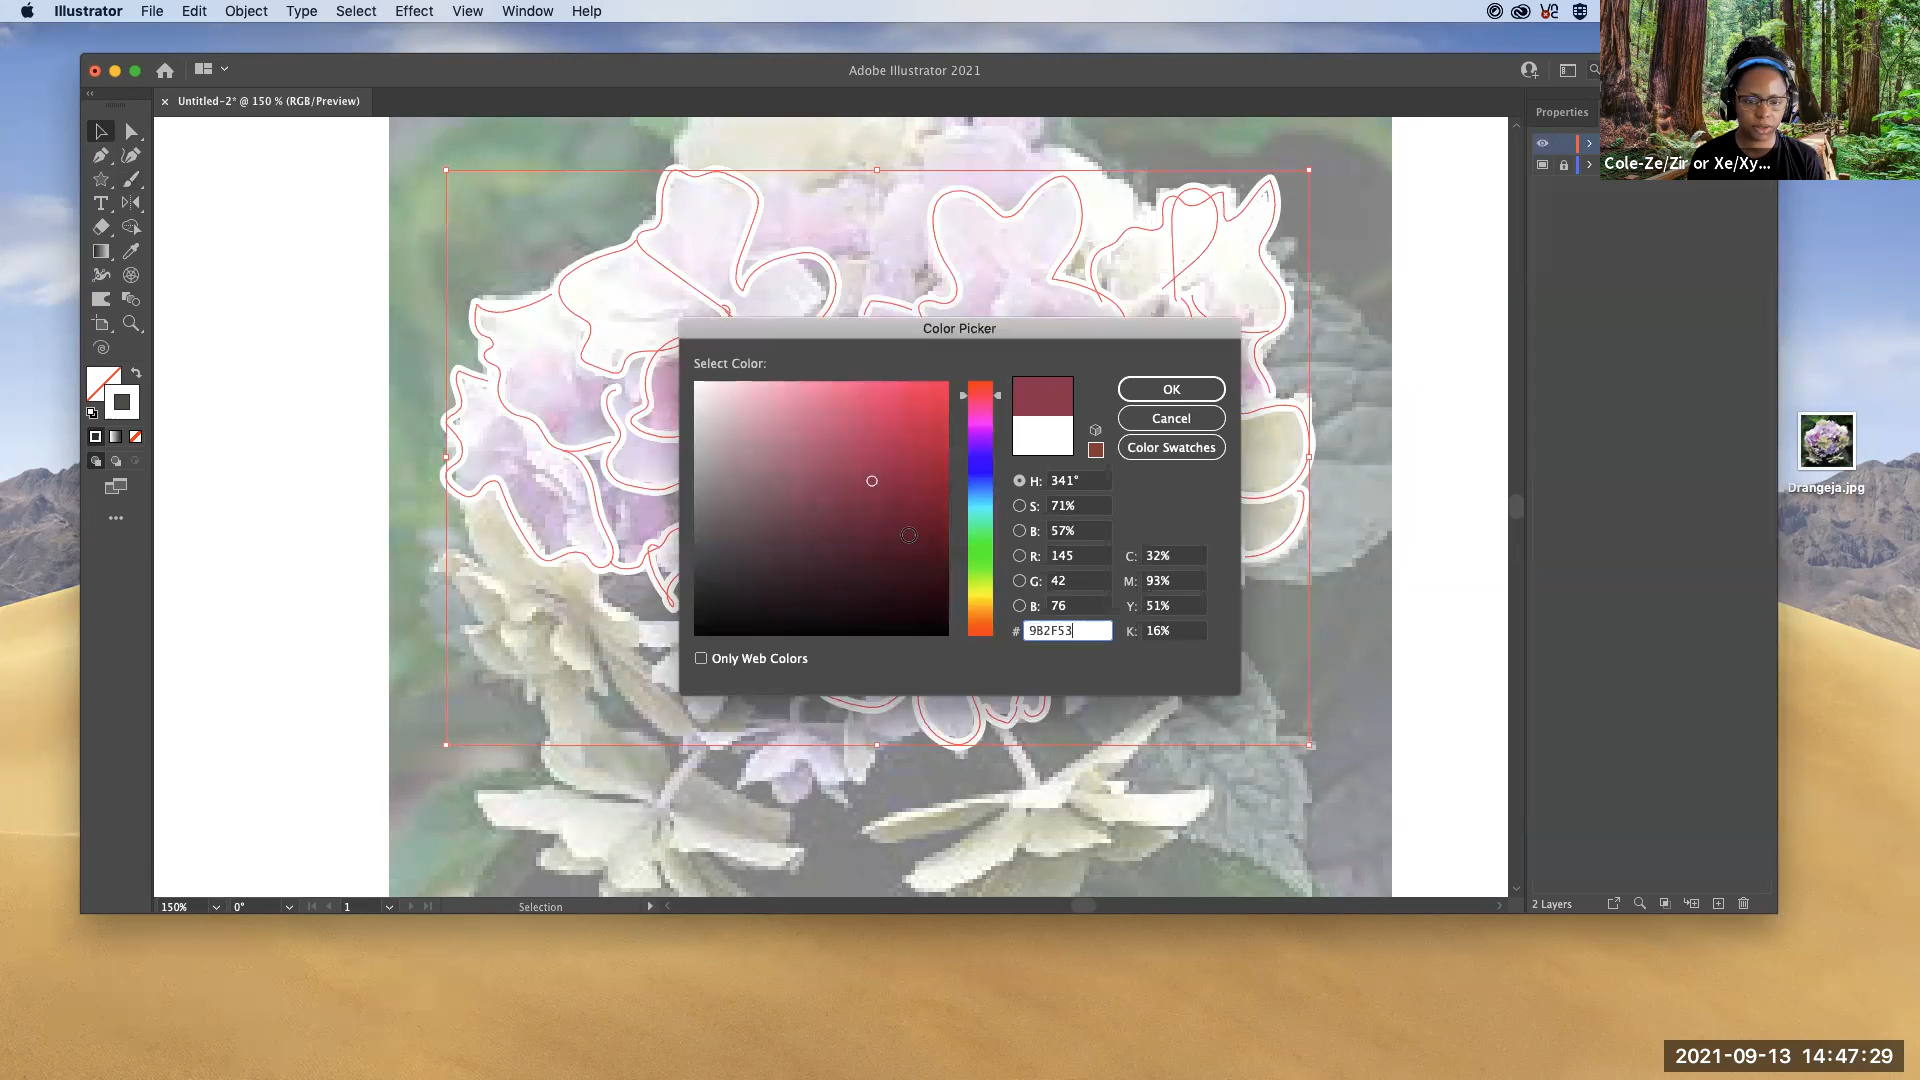 Illustrator File Edit Object Type Select Effect View Window Help
Adobe Illustrator 2021
Untitled-2* @ 150 % (RGB/Preview)
Properties
Cole-Ze/Zir or Xe/Xy...
Color Picker
Select Color:
OK
Cancel
Color Swatches
H: 341°
S: 71%
B: 57%
R: 145 C: 32%
G: 42 M: 93%
B: 76 Y: 51%
# 9B2F53 K: 16%
Only Web Colors
Drangeja.jpg
150% 0° 1 Selection
2 Layers
2021-09-13 14:47:29